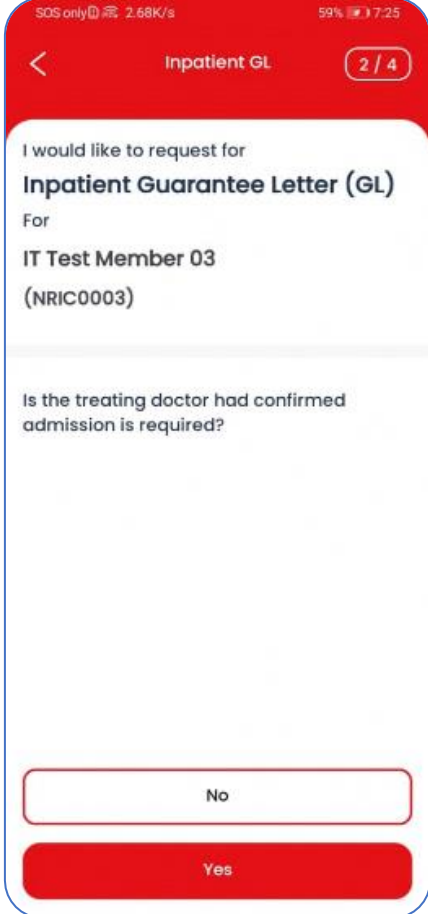 SOS only 2.68K/s 59% 7:25
Inpatient GL 2 / 4
I would like to request for
Inpatient Guarantee Letter (GL)
For
IT Test Member 03
(NRIC0003)
Is the treating doctor had confirmed
admission is required?
No
Yes